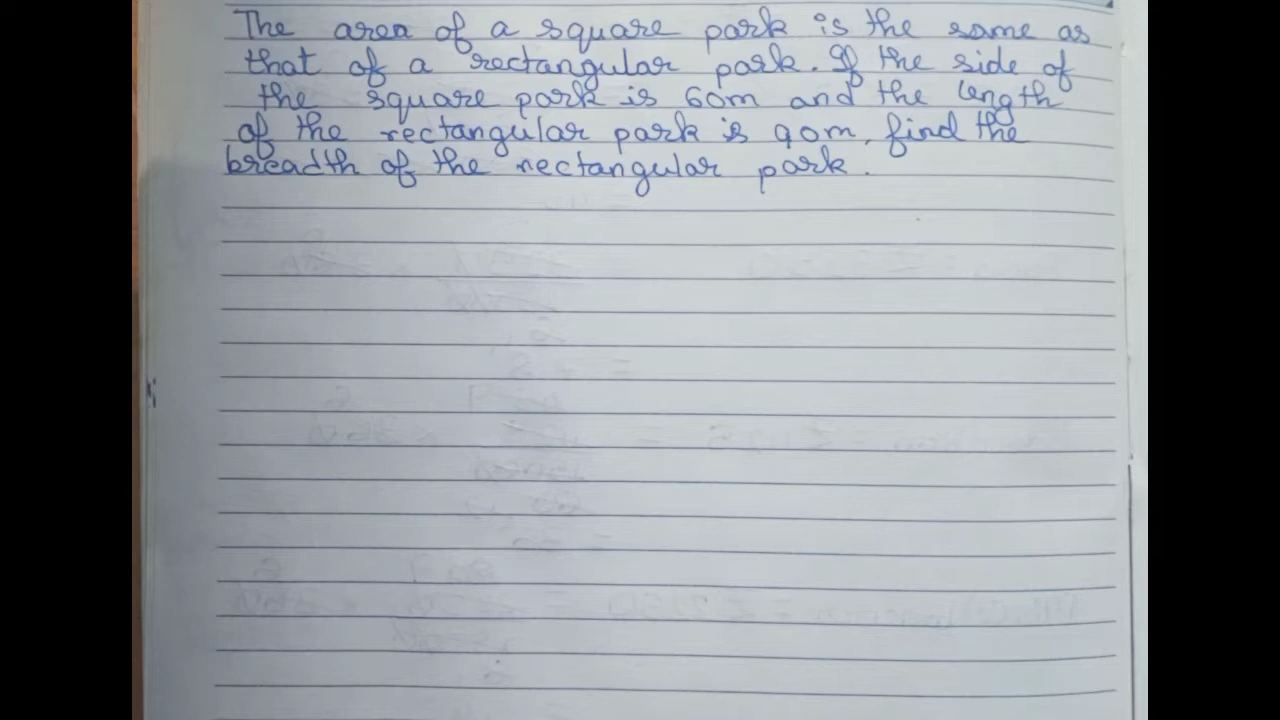 The area of a square park is the same as
that of a rectangular park. If the side of
the square park is 60m and the length
of the rectangular park is 90m, find the
breadth of the rectangular park.